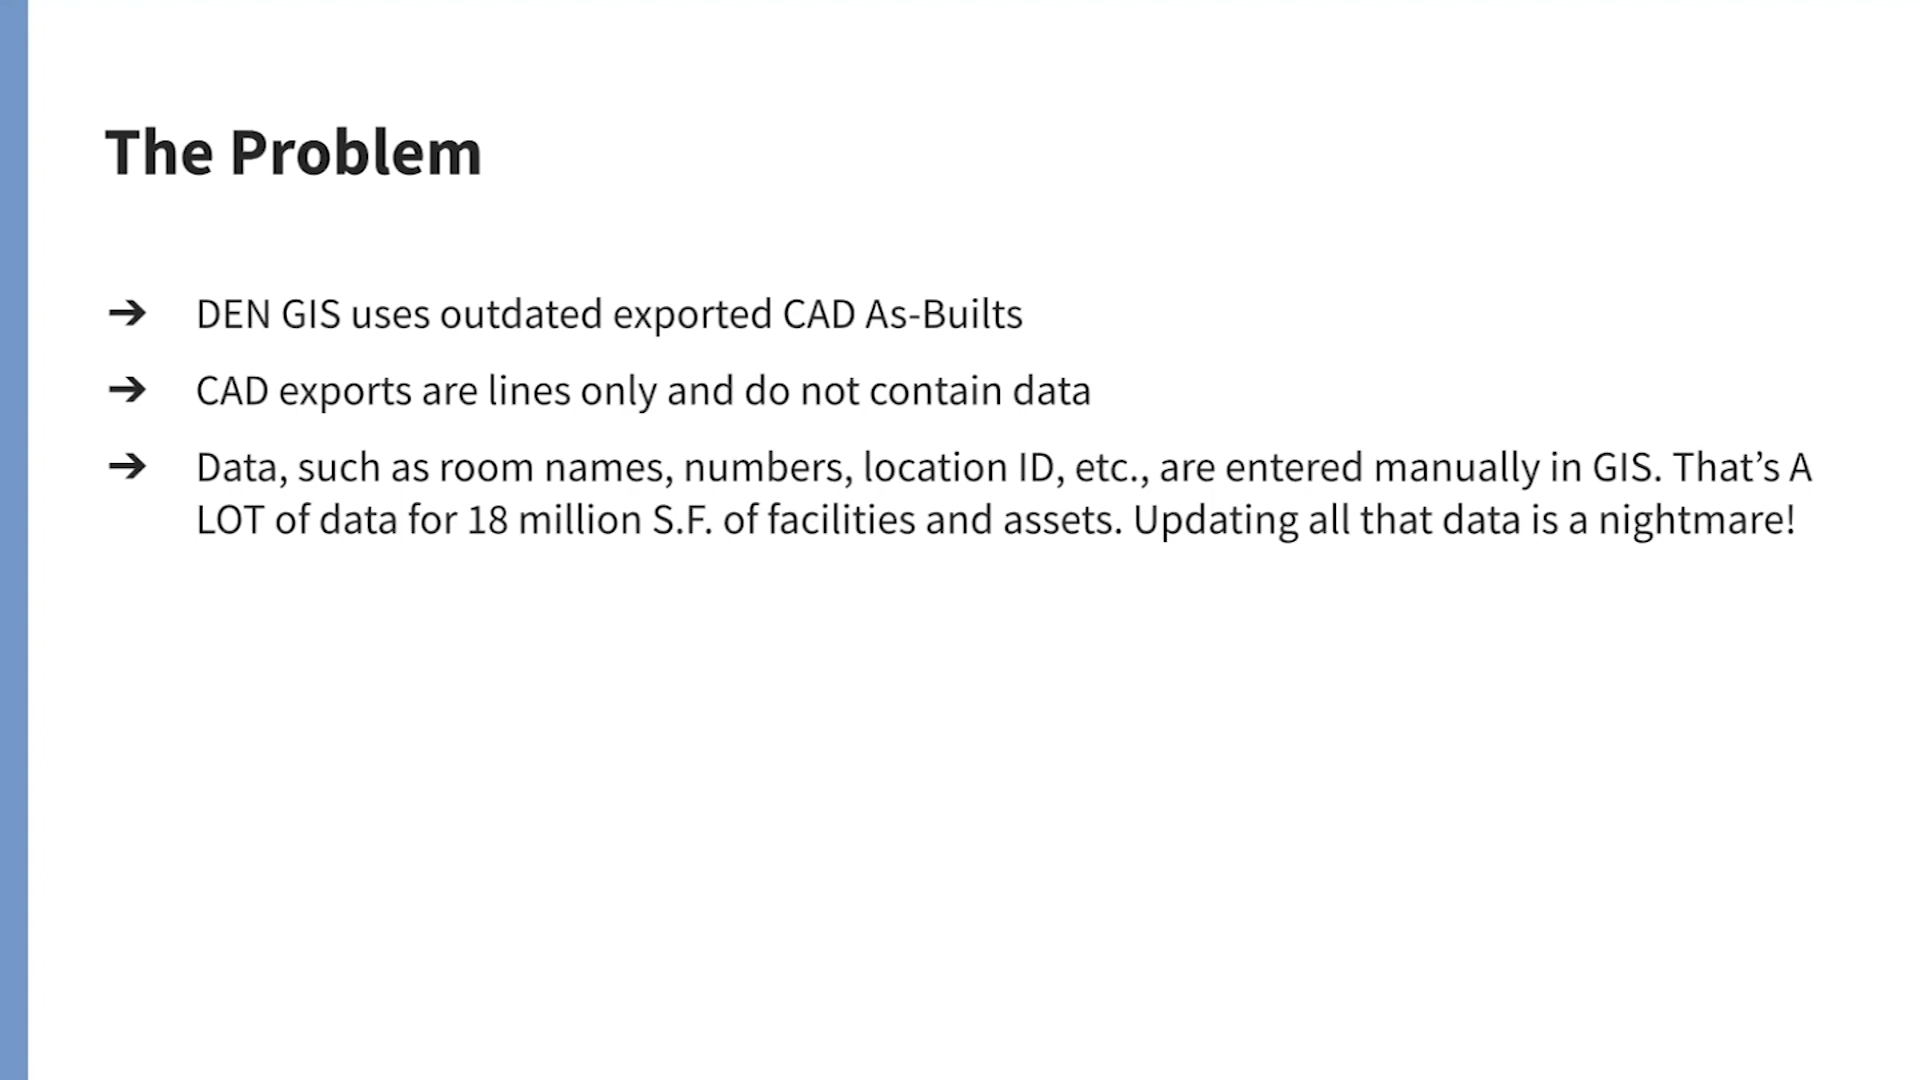 The Problem
➔ DEN GIS uses outdated exported CAD As-Builts
➔ CAD exports are lines only and do not contain data
➔ Data, such as room names, numbers, location ID, etc., are entered manually in GIS. That’s A
LOT of data for 18 million S.F. of facilities and assets. Updating all that data is a nightmare!